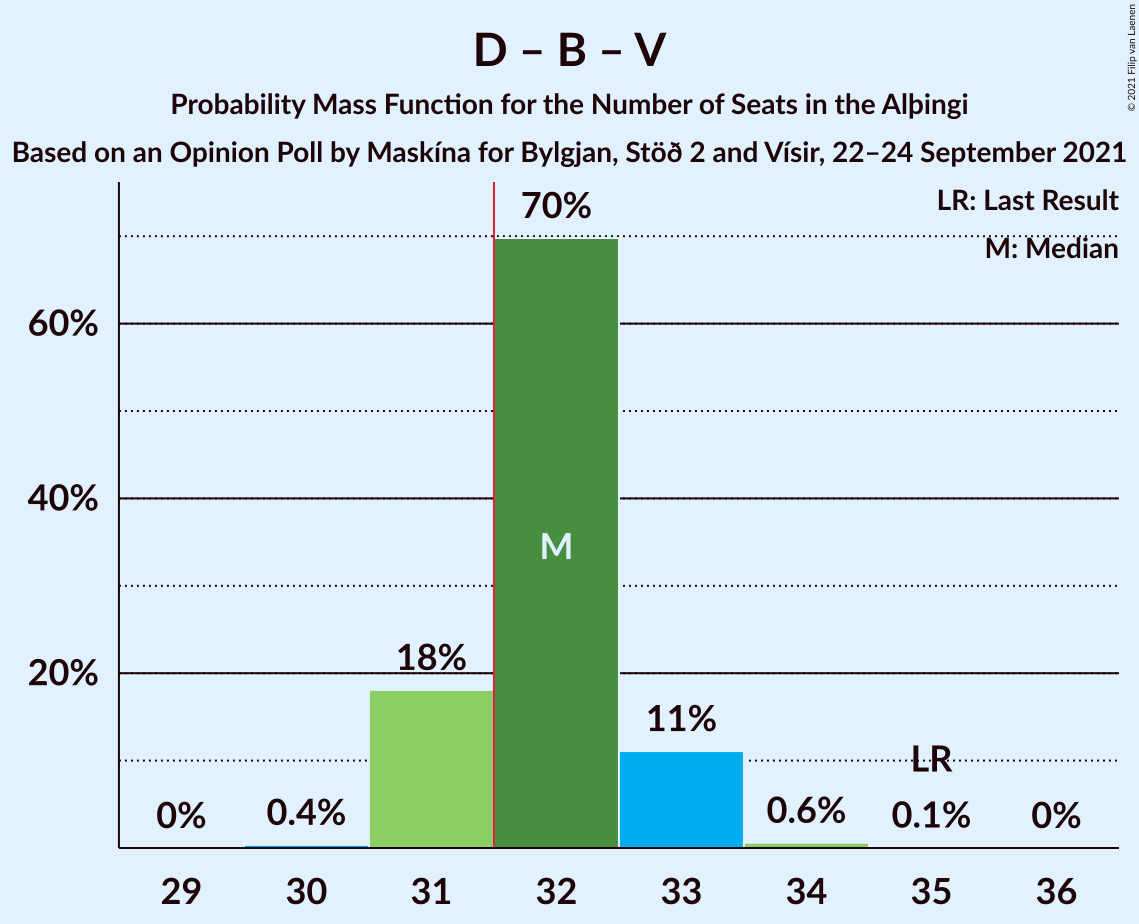 D – B – V
Probability Mass Function for the Number of Seats in the Alþingi
Based on an Opinion Poll by Maskína for Bylgjan, Stöð 2 and Vísir, 22–24 September 2021
© 2021 Filip van Laenen
LR: Last Result
M: Median
60%
40%
20%
0%
0.4%
18%
70%
M
11%
0.6%
LR
0.1%
0%
29 30 31 32 33 34 35 36